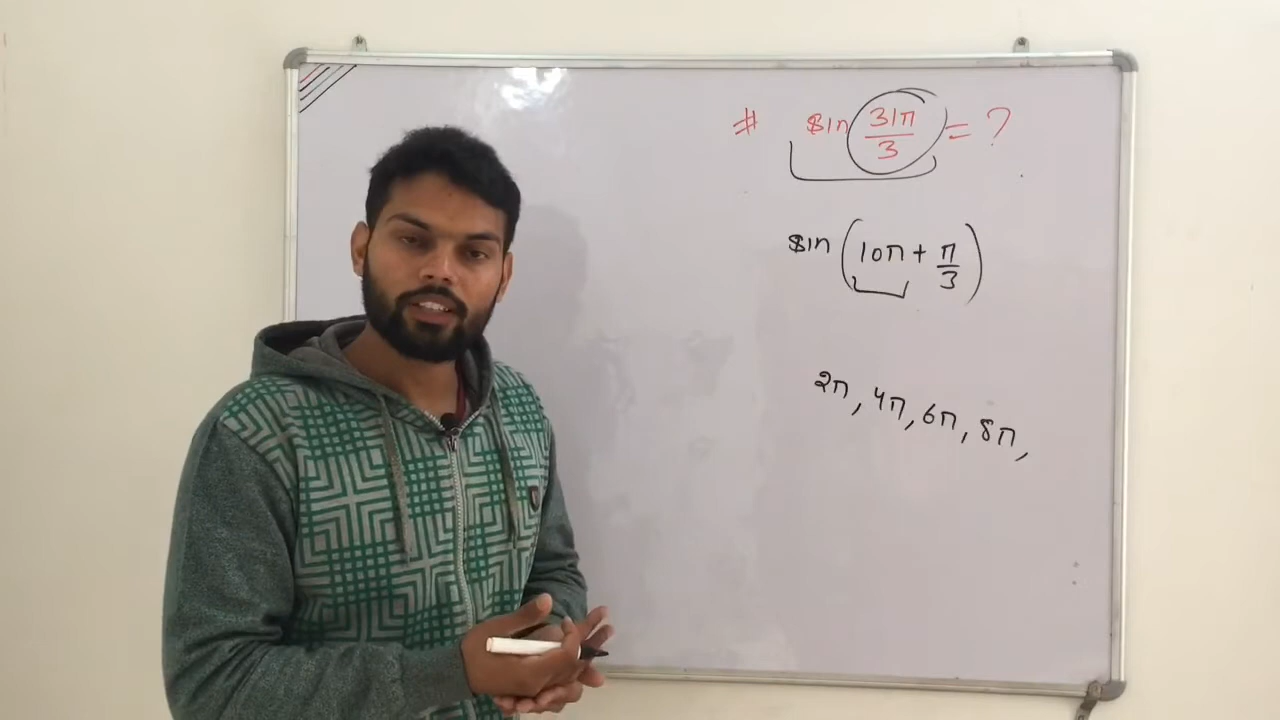 # sin 31π/3 = ?
sin (10π + π/3)
2π, 4π, 6π, 8π,